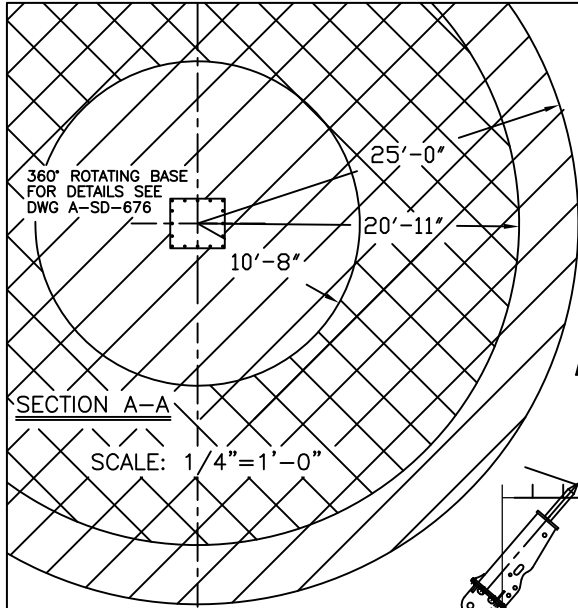 360° ROTATING BASE
FOR DETAILS SEE
DWG A-SD-676
25'-0"
20'-11"
10'-8"
SECTION A-A
SCALE: 1/4"=1'-0"